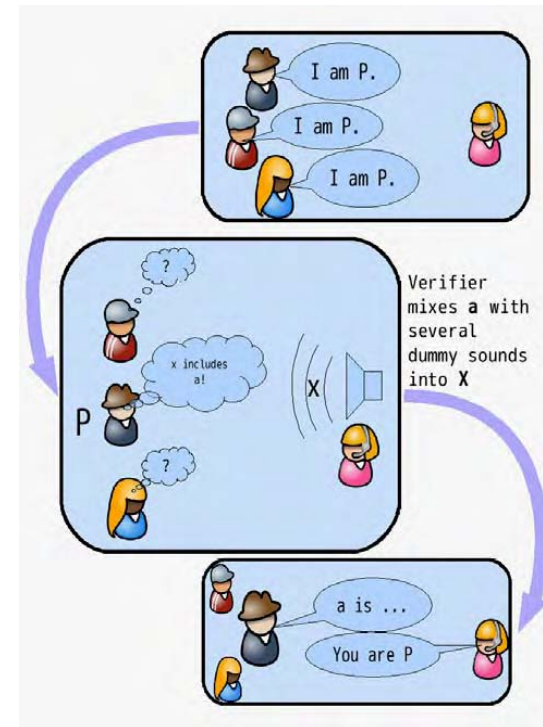 I am P.
I am P.
I am P.
?
x includes
a!
P
?
X
Verifier
mixes a with
several
dummy sounds
into X
a is ...
You are P